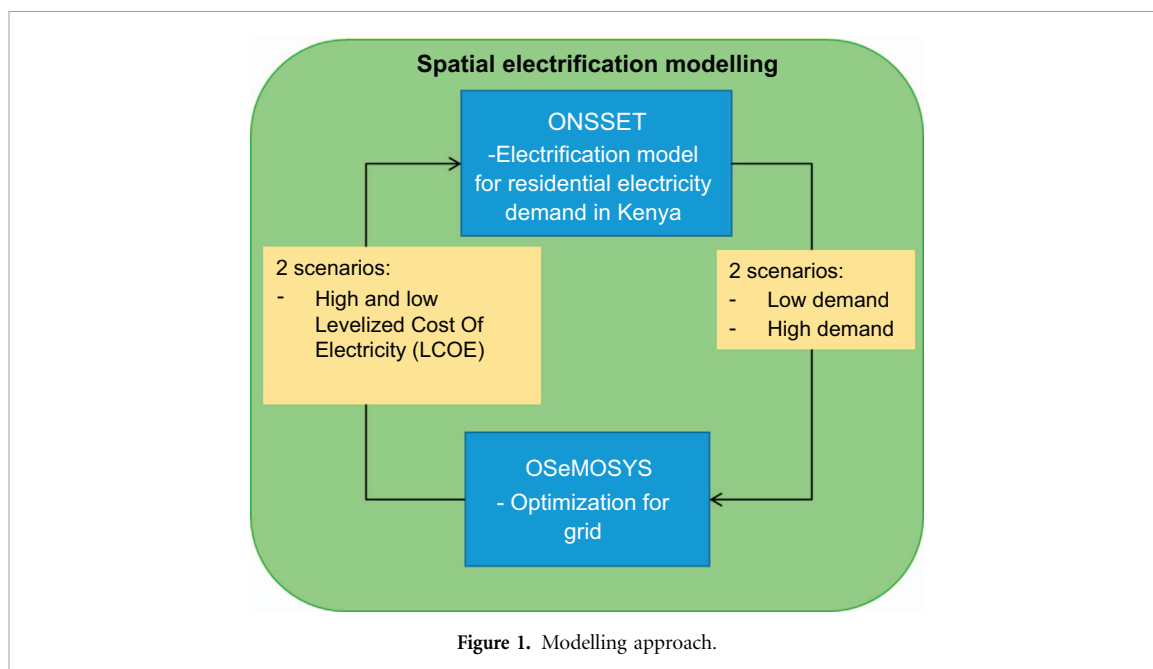 Spatial electrification modelling
ONSSET
-Electrification model
for residential electricity
demand in Kenya
2 scenarios:
- High and low
Levelized Cost Of
Electricity (LCOE)
2 scenarios:
- Low demand
- High demand
OSeMOSYS
- Optimization for
grid
Figure 1. Modelling approach.